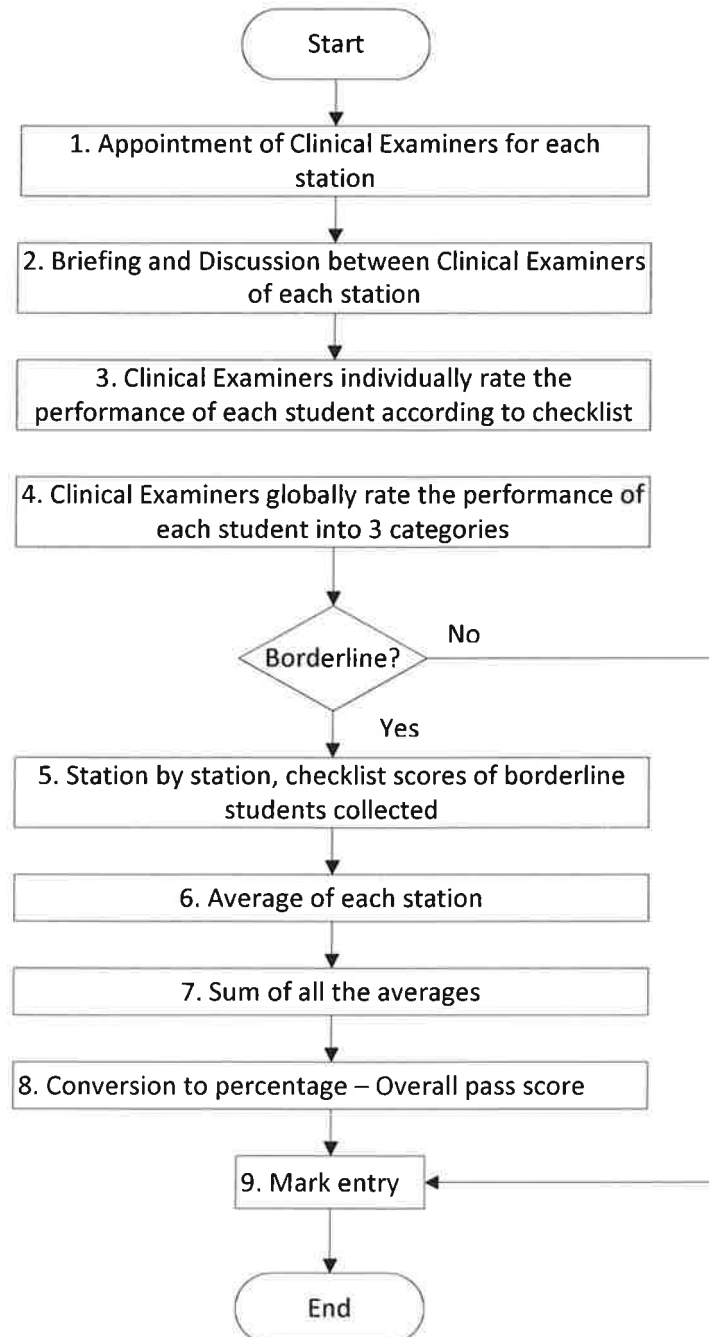 Start
1. Appointment of Clinical Examiners for each
station
2. Briefing and Discussion between Clinical Examiners
of each station
3. Clinical Examiners individually rate the
performance of each student according to checklist
4. Clinical Examiners globally rate the performance of
each student into 3 categories
Borderline?
No
Yes
5. Station by station, checklist scores of borderline
students collected
6. Average of each station
7. Sum of all the averages
8. Conversion to percentage – Overall pass score
9. Mark entry
End